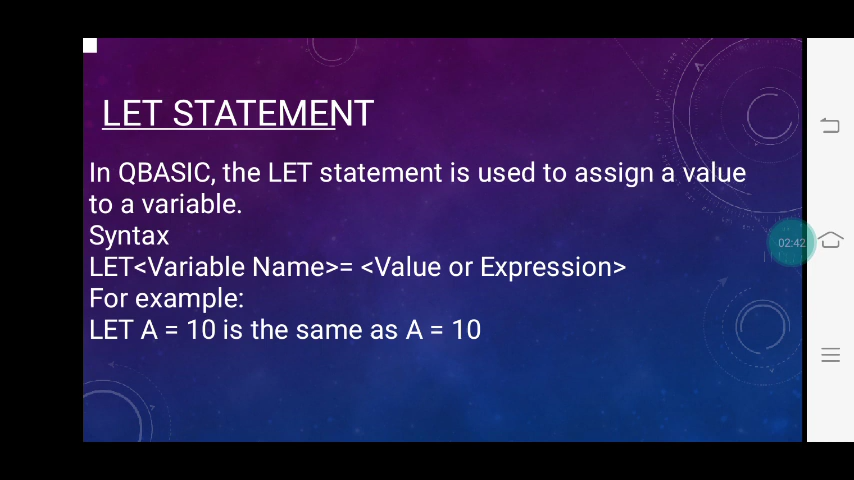 LET STATEMENT
In QBASIC, the LET statement is used to assign a value
to a variable.
Syntax
LET<Variable Name>= <Value or Expression>
For example:
LET A = 10 is the same as A = 10
02:42